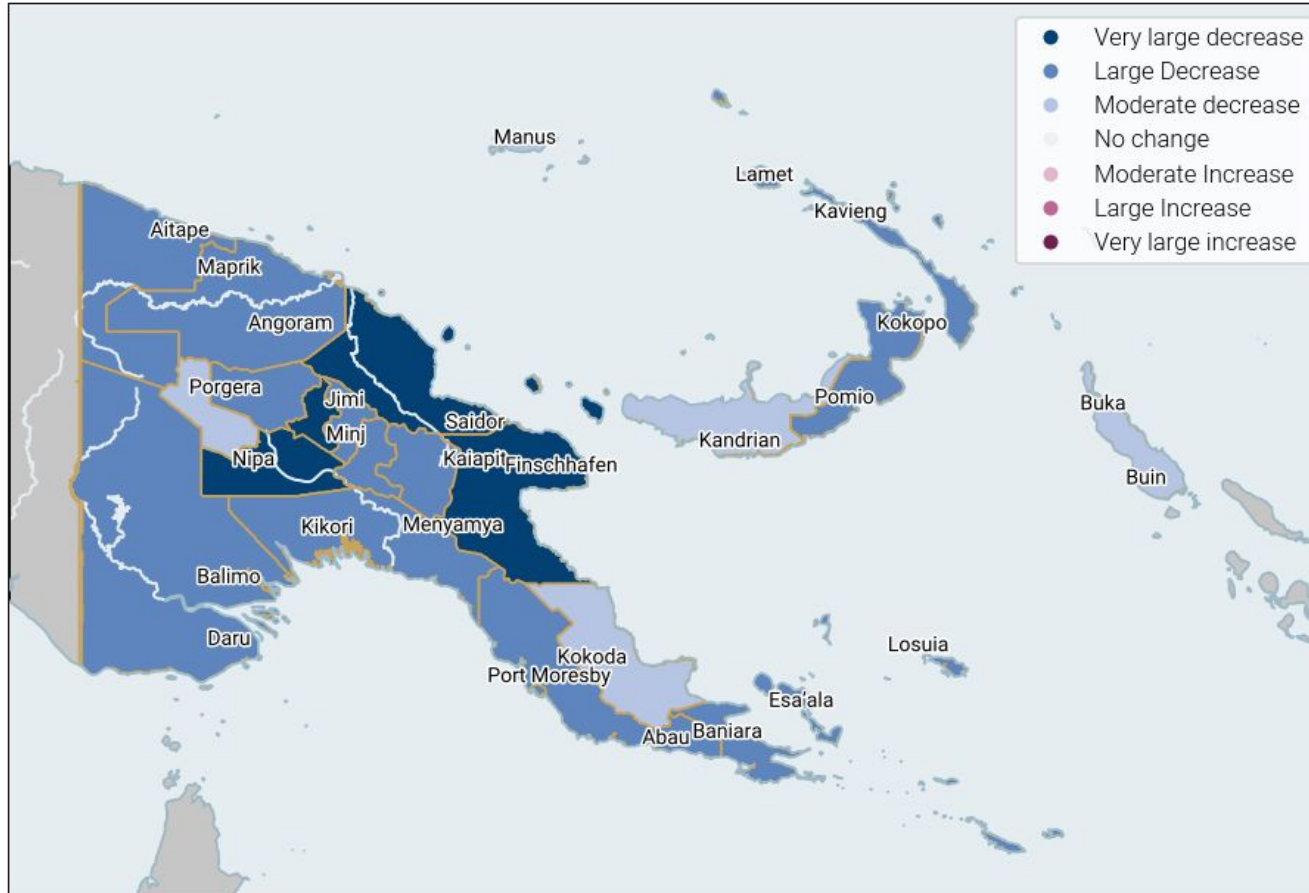 Very large decrease
Large Decrease
Moderate decrease
No change
Moderate Increase
Large Increase
Very large increase
Manus
Lamet
Kavieng
Aitape
Maprik
Angoram
Kokopo
Porgera
Jimi
Pomio
Buka
Saidor
Minj
Kandrian
Nipa
Kaiapit
Finschhafen
Buin
Kikori
Menyamya
Balimo
Daru
Losuia
Kokoda
Port Moresby
Esa'ala
Abau
Baniara